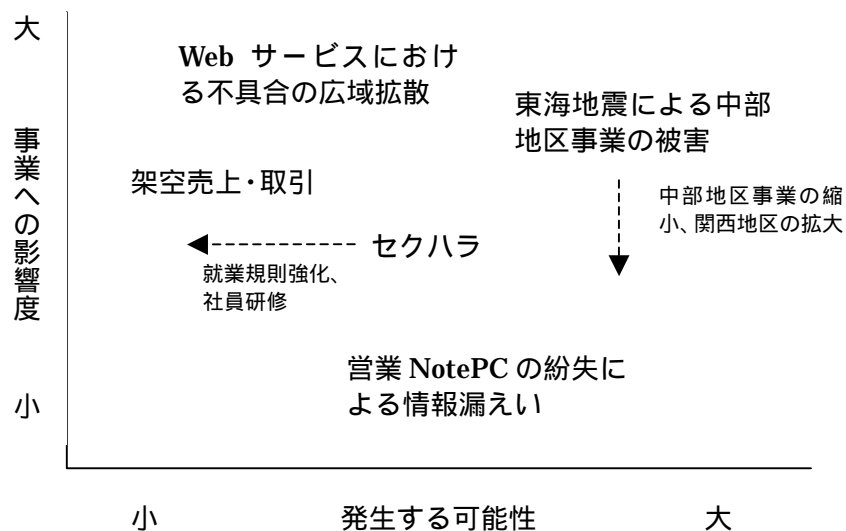 大
Web サービスにおけ
る不具合の広域拡散
東海地震による中部
地区事業の被害
事業への影響度
架空売上・取引
中部地区事業の縮
小、関西地区の拡大
セクハラ
就業規則強化、
社員研修
営業 NotePC の紛失に
よる情報漏えい
小
小 発生する可能性 大